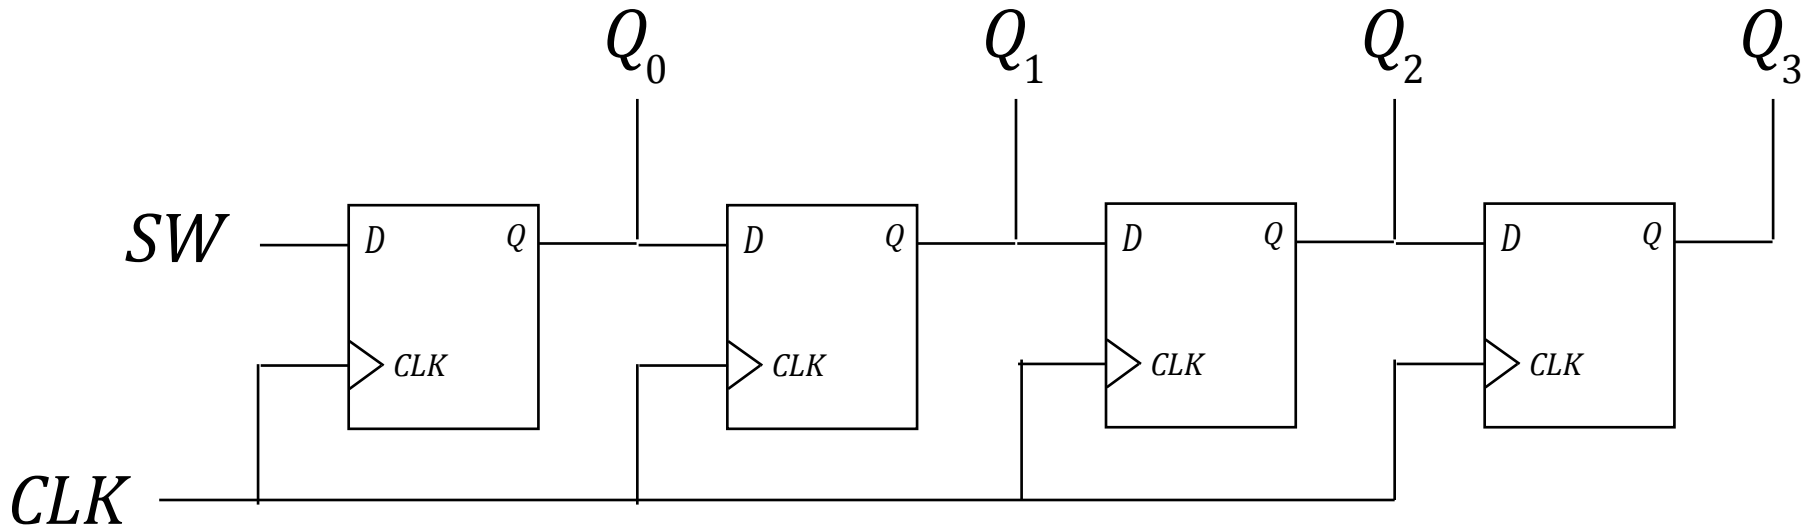 Q₀ Q₁ Q₂ Q₃
SW D Q D Q D Q D Q
CLK CLK CLK CLK
CLK